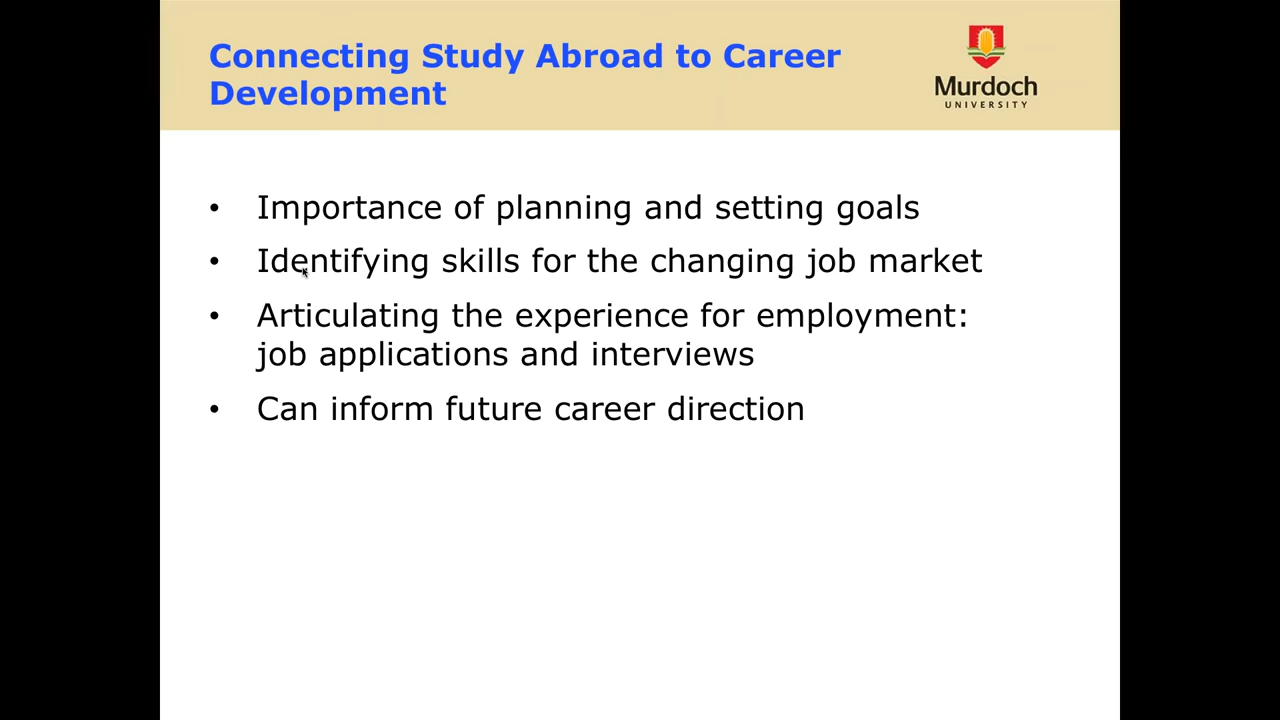 Connecting Study Abroad to Career
Development
Murdoch
UNIVERSITY
• Importance of planning and setting goals
• Identifying skills for the changing job market
• Articulating the experience for employment:
job applications and interviews
• Can inform future career direction